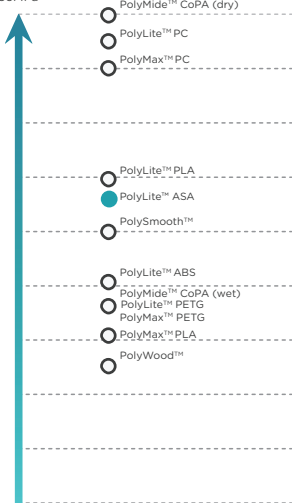 PolyMide™ CoPA (dry)
PolyLite™ PC
PolyMax™ PC
PolyLite™ PLA
PolyLite™ ASA
PolySmooth™
PolyLite™ ABS
PolyMide™ CoPA (wet)
PolyLite™ PETG
PolyMax™ PETG
PolyMax™ PLA
PolyWood™